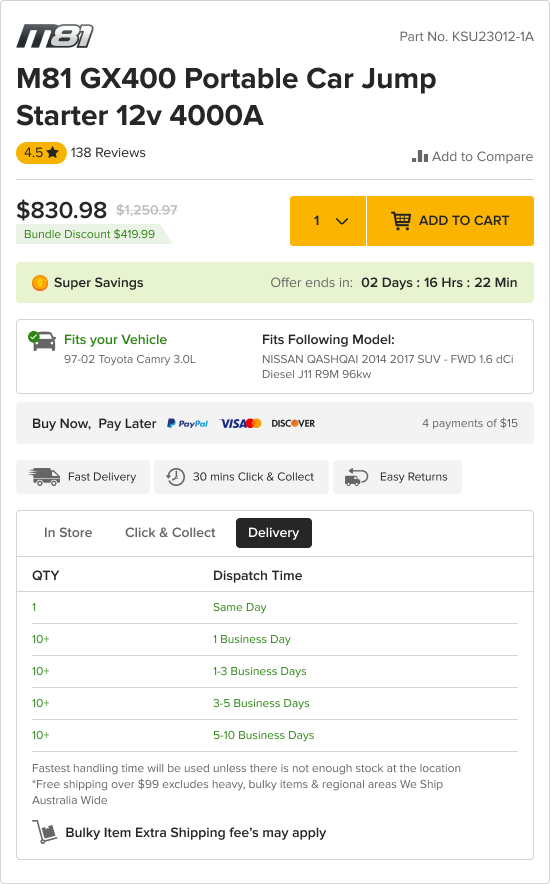 M81
Part No. KSU23012-1A
M81 GX400 Portable Car Jump
Starter 12v 4000A
4.5 138 Reviews
Add to Compare
$830.98 $1,250.97
Bundle Discount $419.99
1
ADD TO CART
Super Savings
Offer ends in: 02 Days : 16 Hrs : 22 Min
Fits your Vehicle
97-02 Toyota Camry 3.0L
Fits Following Model:
NISSAN QASHQAI 2014 2017 SUV - FWD 1.6 dCi
Diesel J11 R9M 96kw
Buy Now, Pay Later PayPal VISA DISCOVER 4 payments of $15
Fast Delivery
30 mins Click & Collect
Easy Returns
In Store Click & Collect Delivery
QTY Dispatch Time
1 Same Day
10+ 1 Business Day
10+ 1-3 Business Days
10+ 3-5 Business Days
10+ 5-10 Business Days
Fastest handling time will be used unless there is not enough stock at the location
*Free shipping over $99 excludes heavy, bulky items & regional areas We Ship
Australia Wide
Bulky Item Extra Shipping fee's may apply